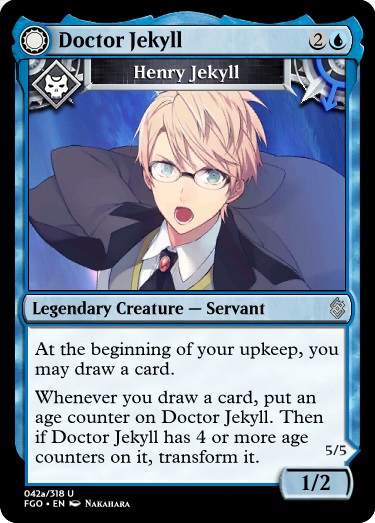 Doctor Jekyll 2
Henry Jekyll
Legendary Creature — Servant
At the beginning of your upkeep, you
may draw a card.
Whenever you draw a card, put an
age counter on Doctor Jekyll. Then
if Doctor Jekyll has 4 or more age
counters on it, transform it.
5/5
1/2
042a/318 U
FGO • EN Nakahara